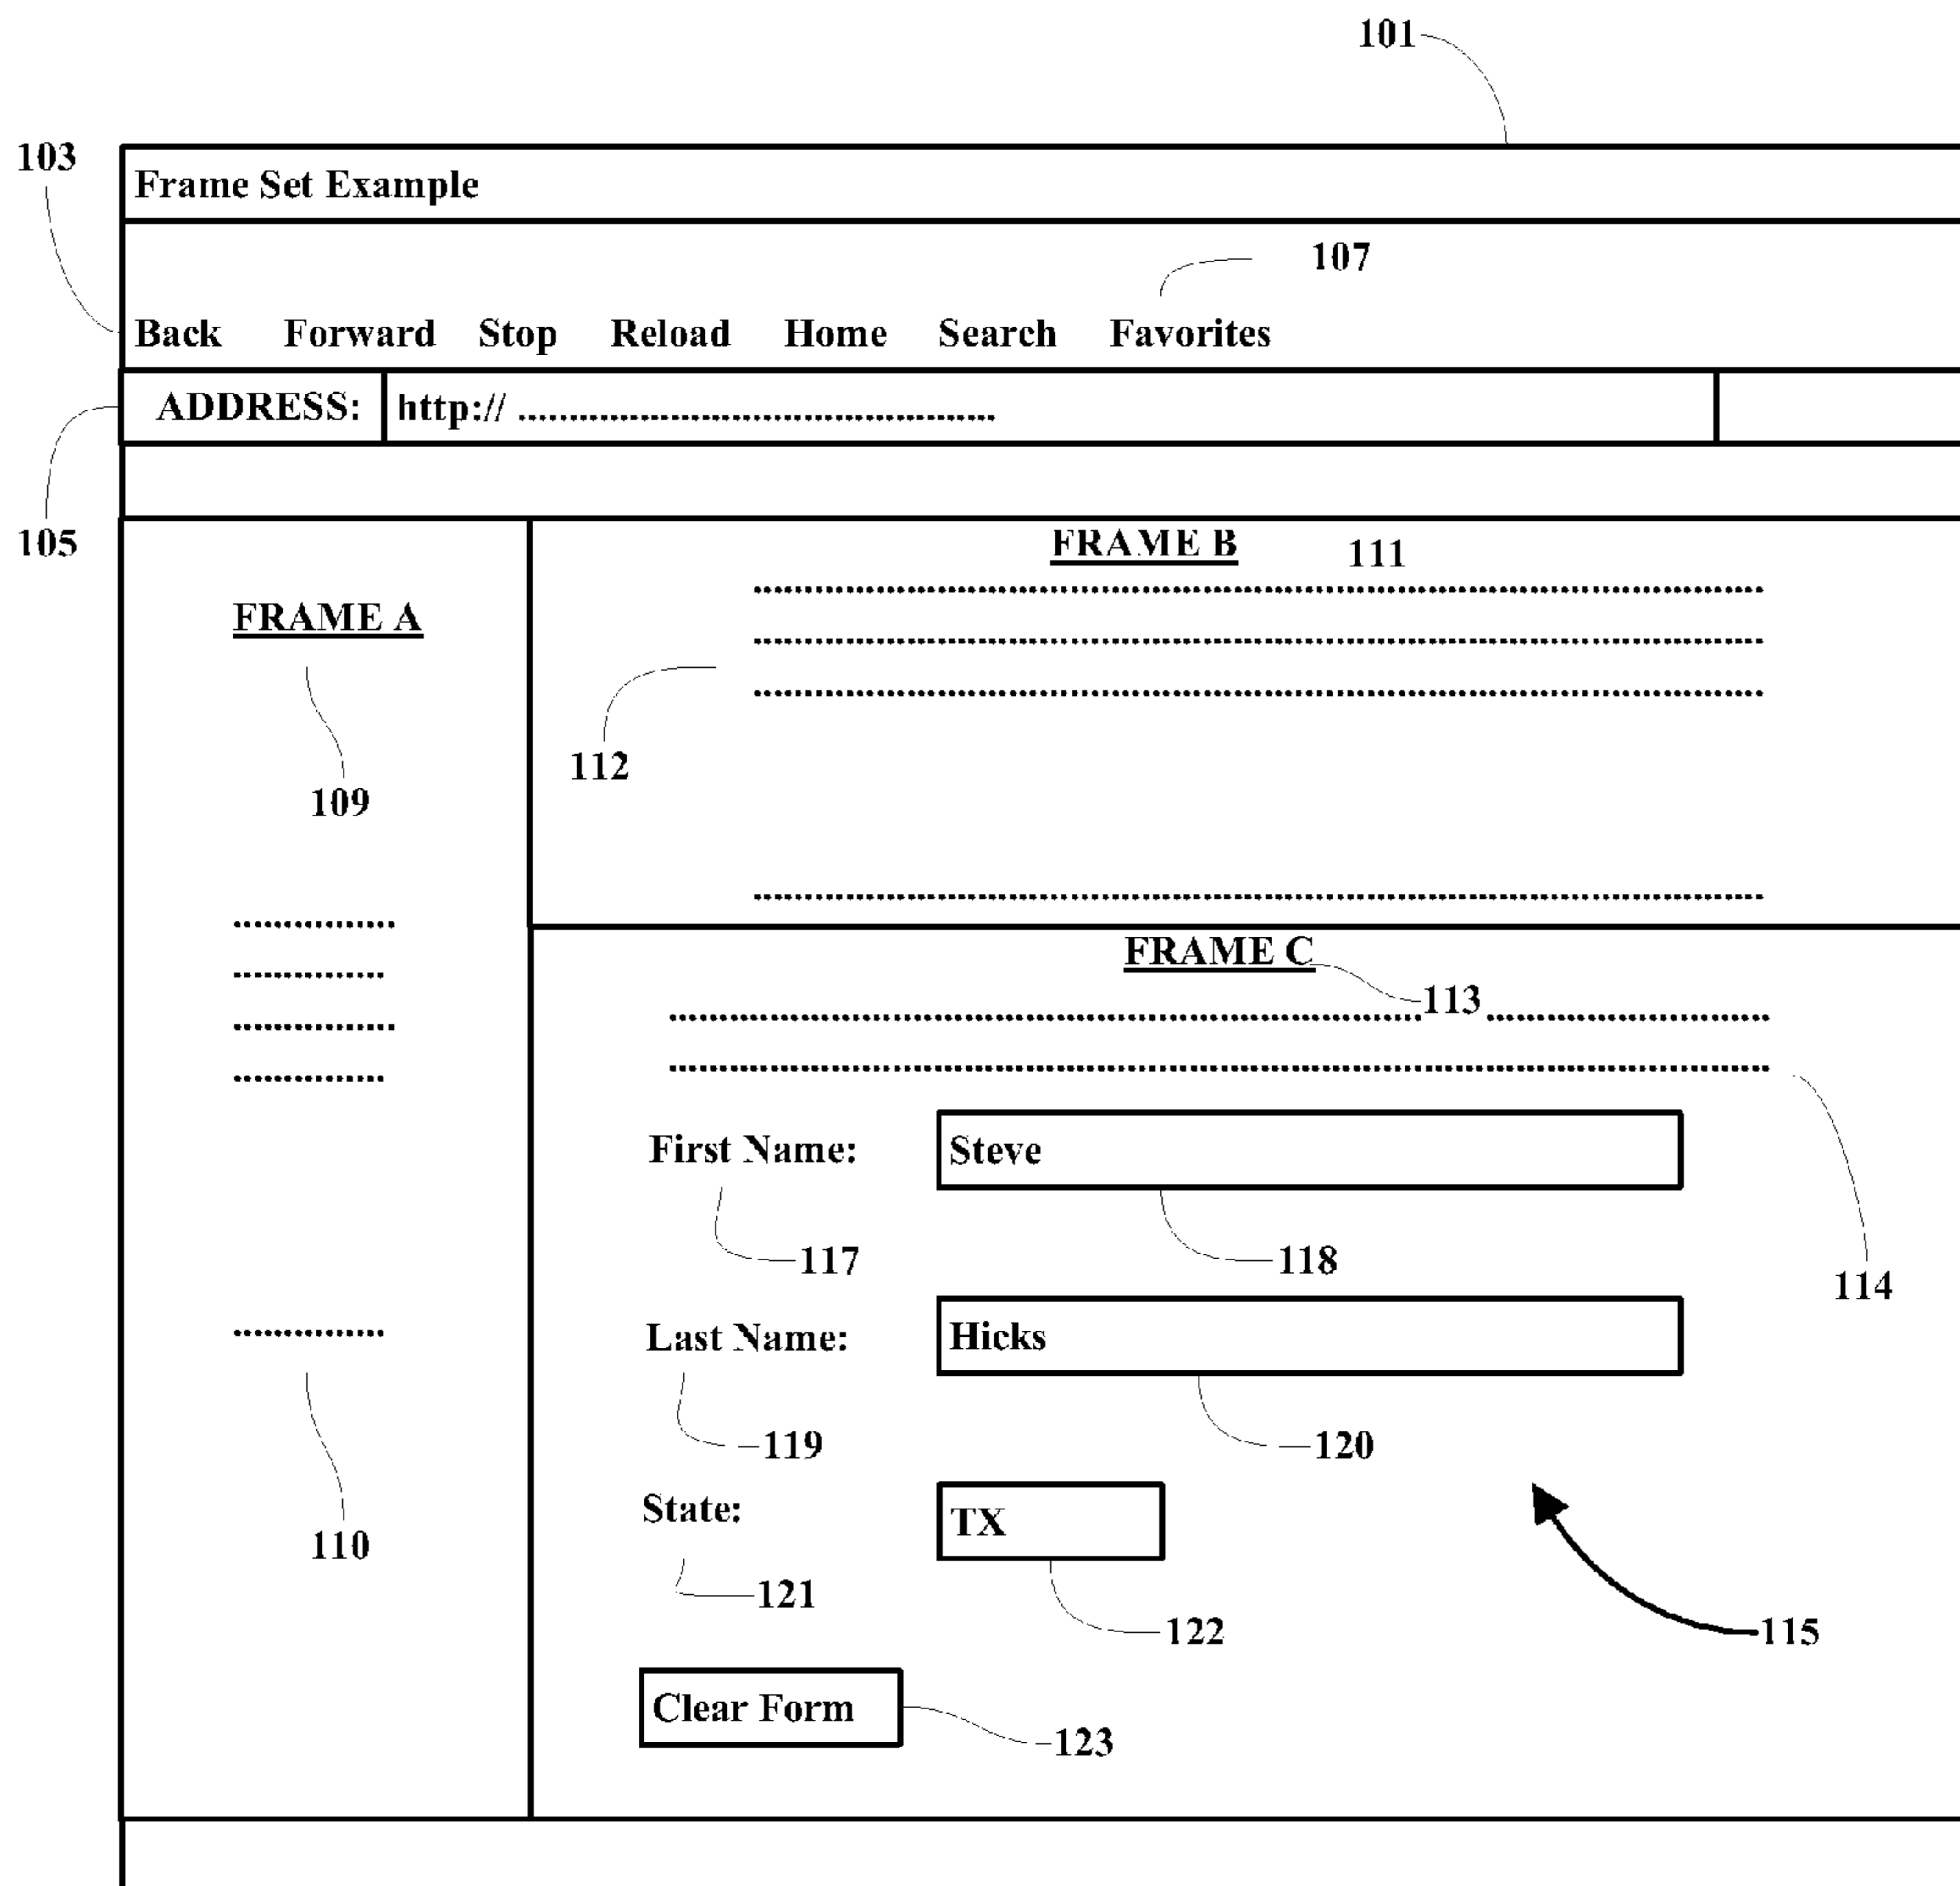 101
103
Frame Set Example
107
Back Forward Stop Reload Home Search Favorites
ADDRESS: http:// ...............................................
105
FRAME B 111
FRAME A
112
109
FRAME C
113
First Name: Steve
117 118
114
Last Name: Hicks
119 120
State: TX
110
121
122 115
Clear Form
123